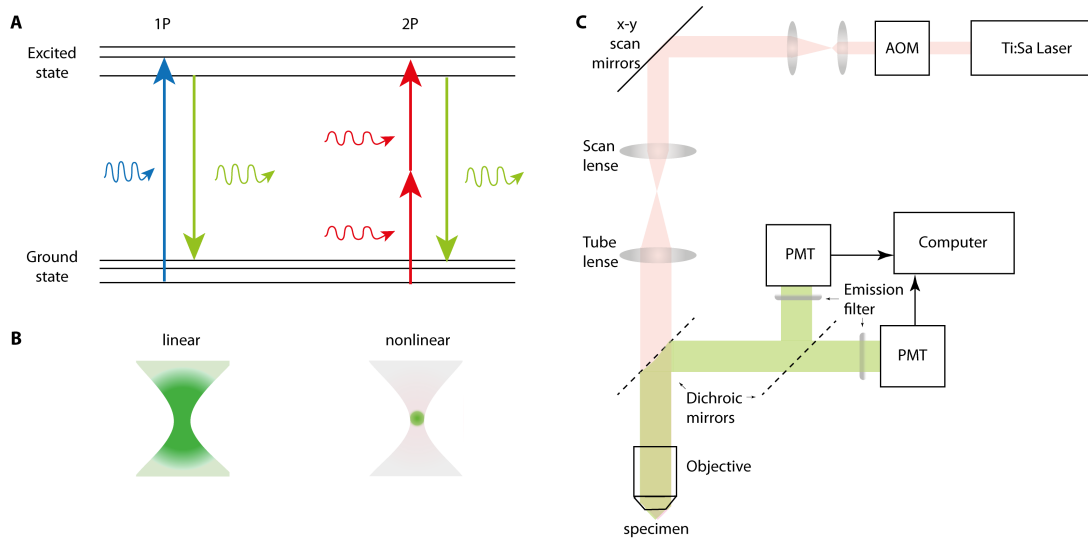 A
1P
2P
Excited
state
Ground
state
B
linear
nonlinear
C
x-y
scan
mirrors
AOM
Ti:Sa Laser
Scan
lense
Tube
lense
PMT
Computer
Emission
filter
PMT
Dichroic
mirrors
Objective
specimen